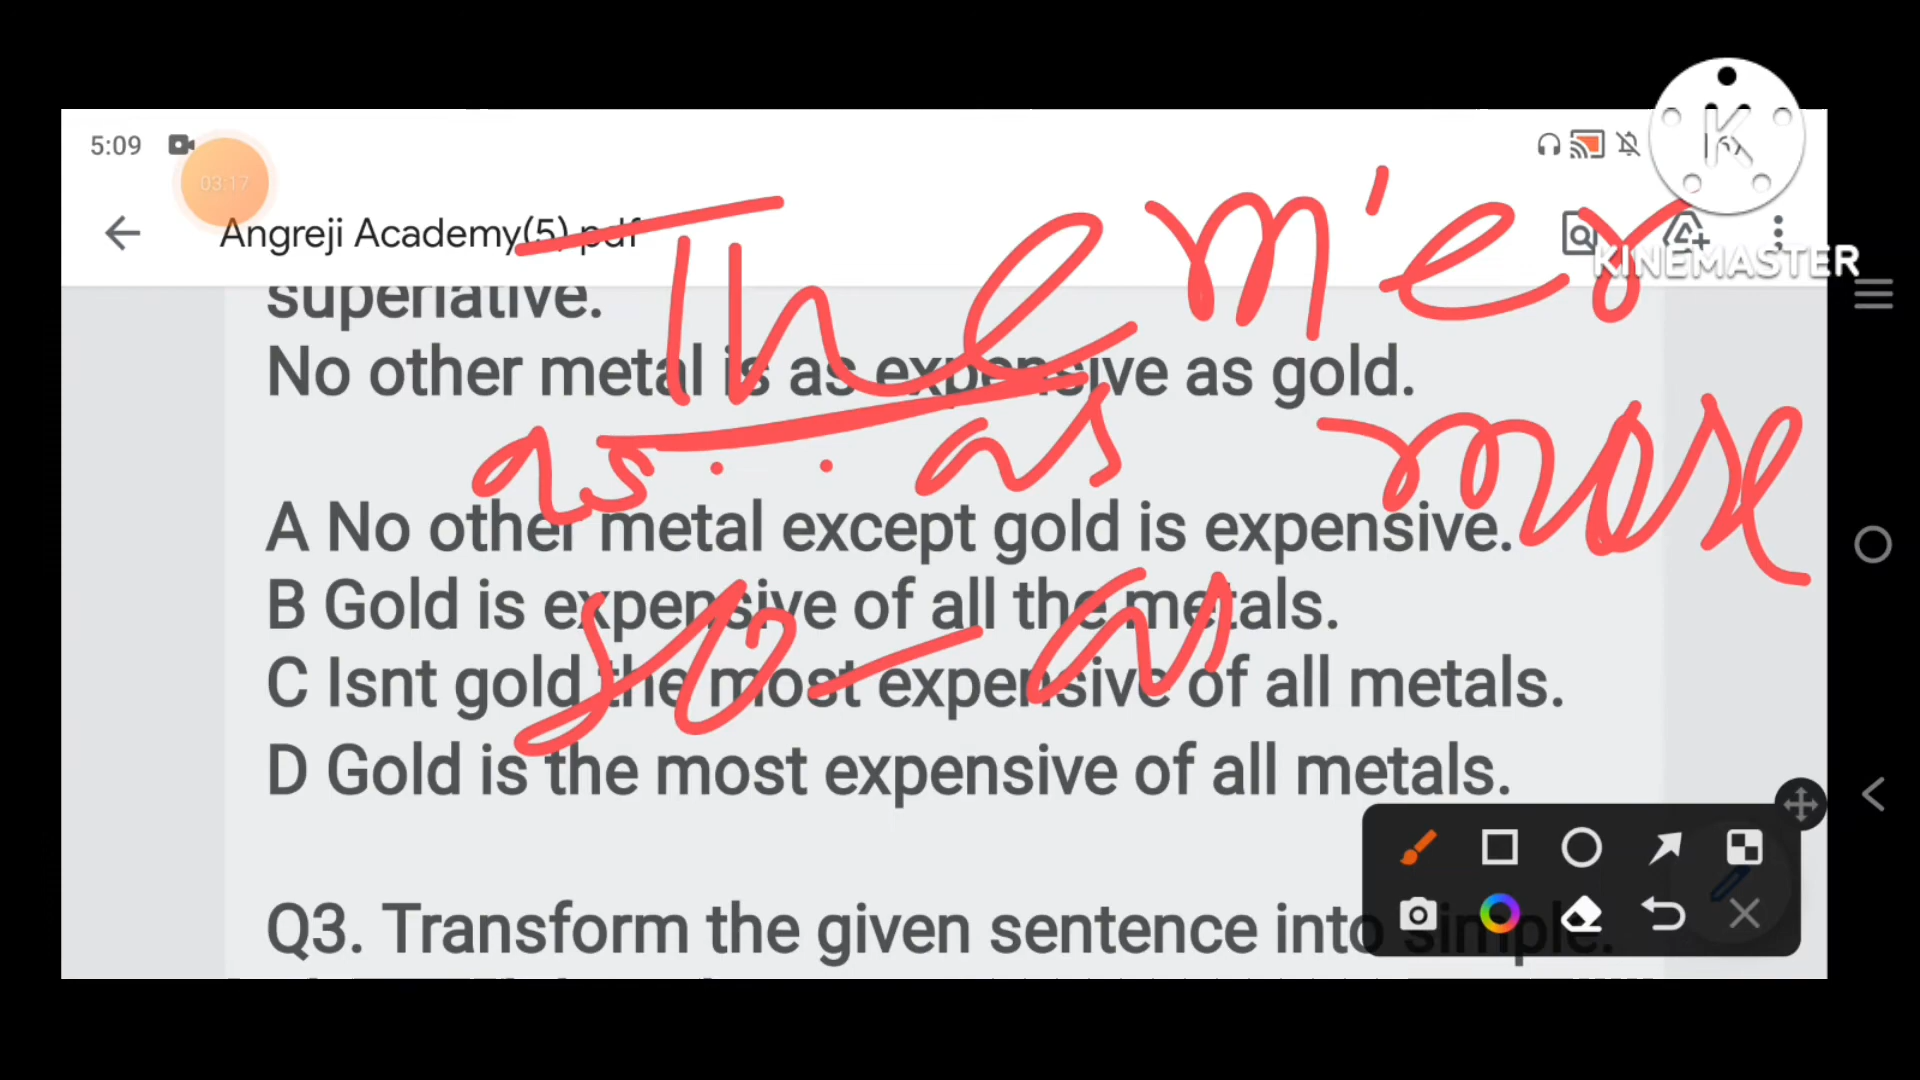 5:09
03:17
Angreji Academy(5).pdf
KINEMASTER
superlative.
The m'er
No other metal is as expensive as gold.
as .. as
A No other metal except gold is expensive.
B Gold is expensive of all the metals.
so - as
C Isnt gold the most expensive of all metals.
D Gold is the most expensive of all metals.
Q3. Transform the given sentence into simple.